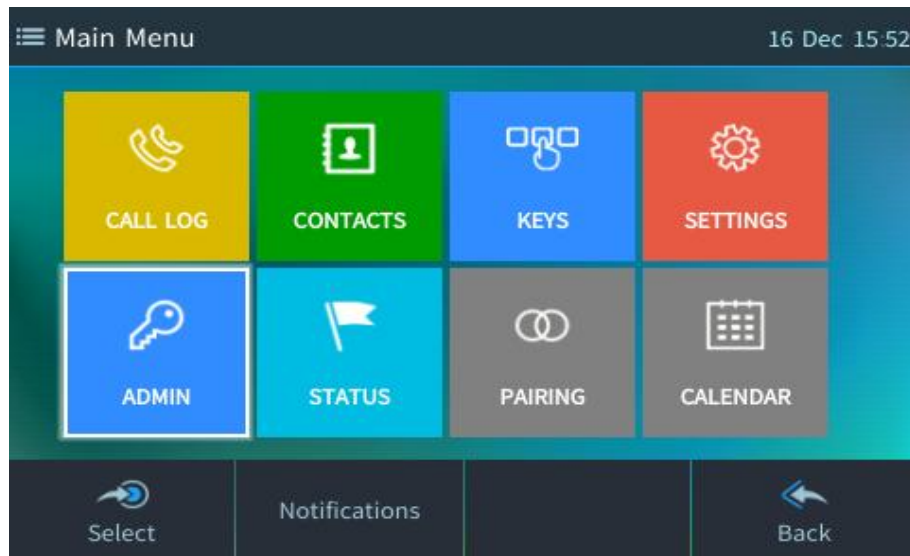 Main Menu 16 Dec 15:52
CALL LOG CONTACTS KEYS SETTINGS
ADMIN STATUS PAIRING CALENDAR
Select Notifications Back